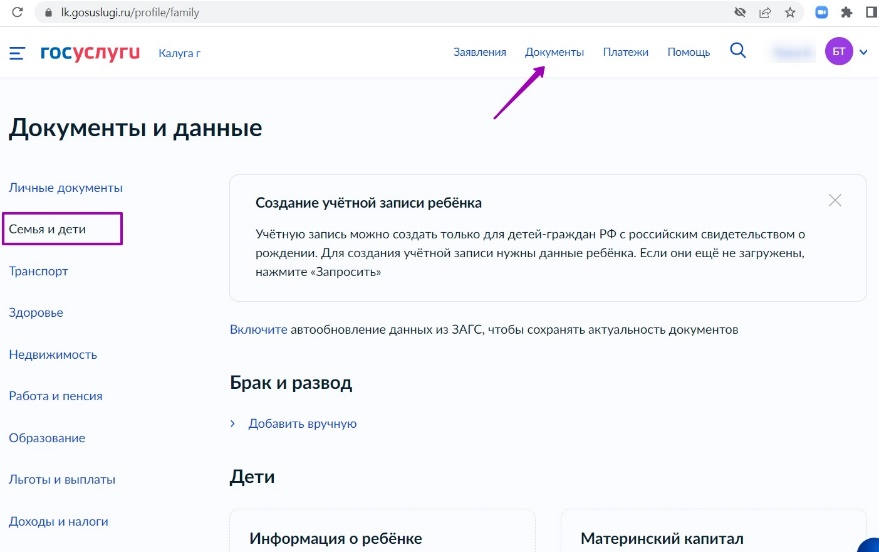 lk.gosuslugi.ru/profile/family
госуслуги Калуга г Заявления Документы Платежи Помощь БТ
Документы и данные
Личные документы
Семья и дети
Транспорт
Здоровье
Недвижимость
Работа и пенсия
Образование
Льготы и выплаты
Доходы и налоги
Создание учётной записи ребёнка
Учётную запись можно создать только для детей-граждан РФ с российским свидетельством о
рождении. Для создания учётной записи нужны данные ребёнка. Если они ещё не загружены,
нажмите «Запросить»
Включите автообновление данных из ЗАГС, чтобы сохранять актуальность документов
Брак и развод
Добавить вручную
Дети
Информация о ребёнке
Материнский капитал